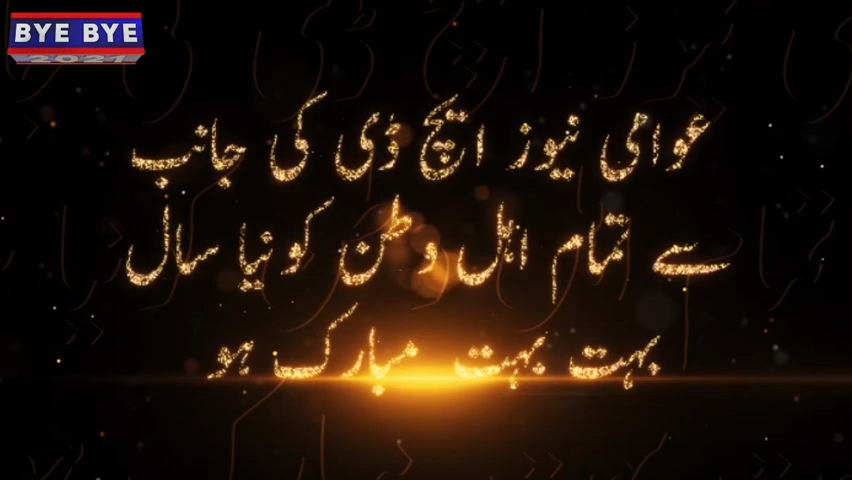 BYE BYE
2021
عوامی نیوز ایچ ڈی کی جانب
سے تمام اہل وطن کو نیا سال
بہت بہت مبارک ہو